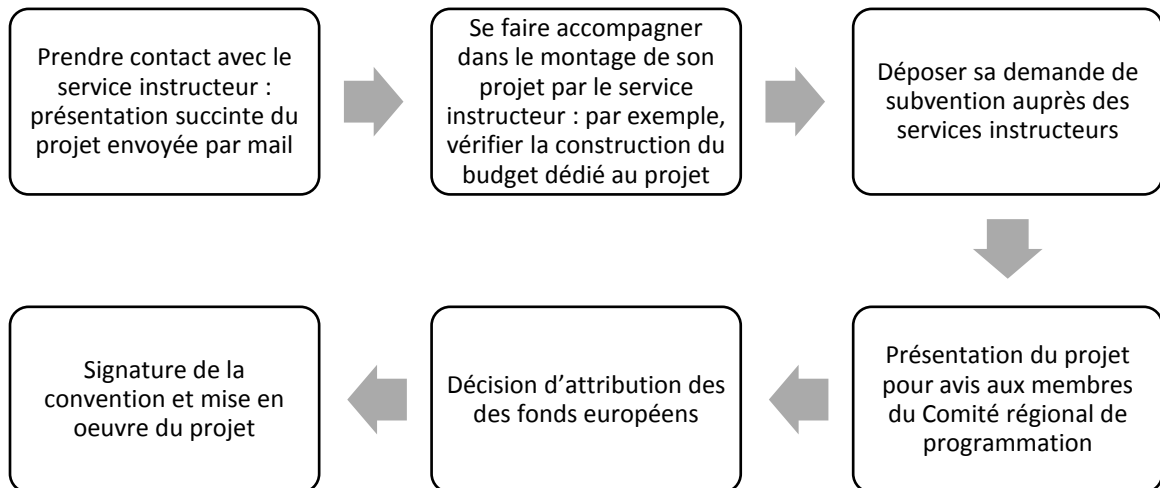 Prendre contact avec le
service instructeur :
présentation succinte du
projet envoyée par mail
Se faire accompagner
dans le montage de son
projet par le service
instructeur : par exemple,
vérifier la construction du
budget dédié au projet
Déposer sa demande de
subvention auprès des
services instructeurs
Présentation du projet
pour avis aux membres
du Comité régional de
programmation
Décision d’attribution des
des fonds européens
Signature de la
convention et mise en
oeuvre du projet